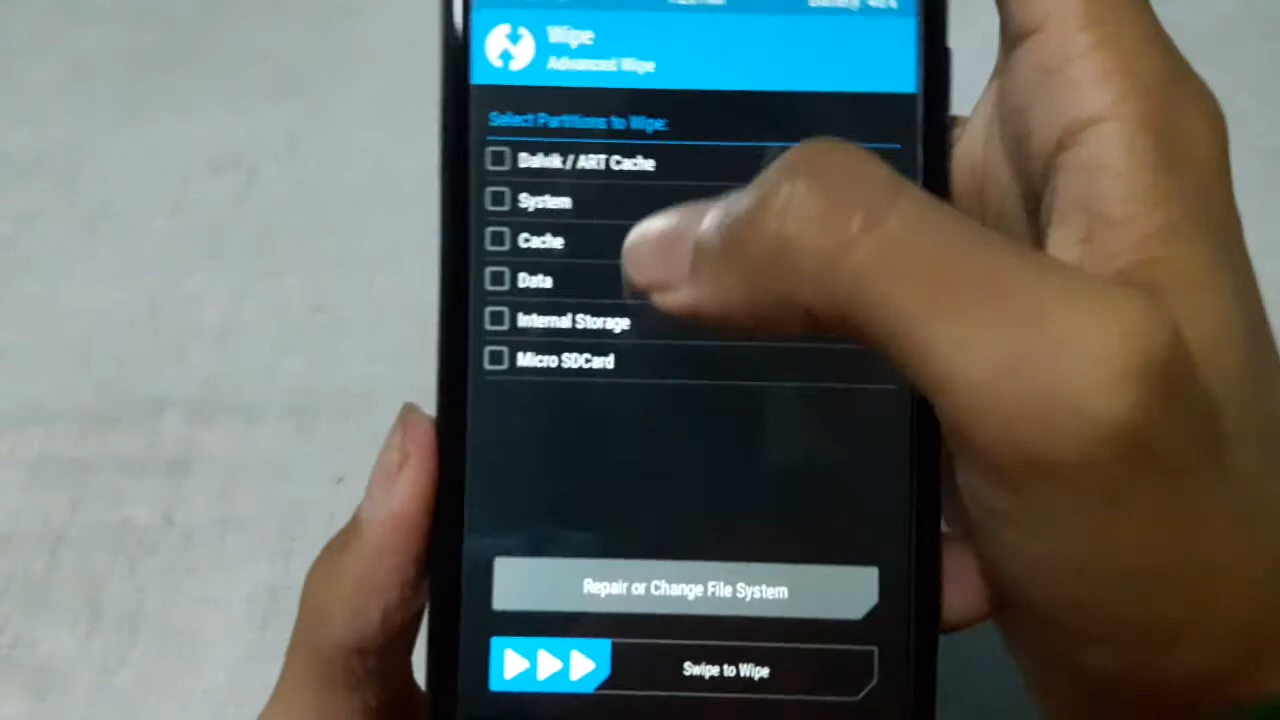 Wipe
Advanced Wipe
Select Partitions to Wipe:
Dalvik / ART Cache
System
Cache
Data
Internal Storage
Micro SDCard
Repair or Change File System
Swipe to Wipe